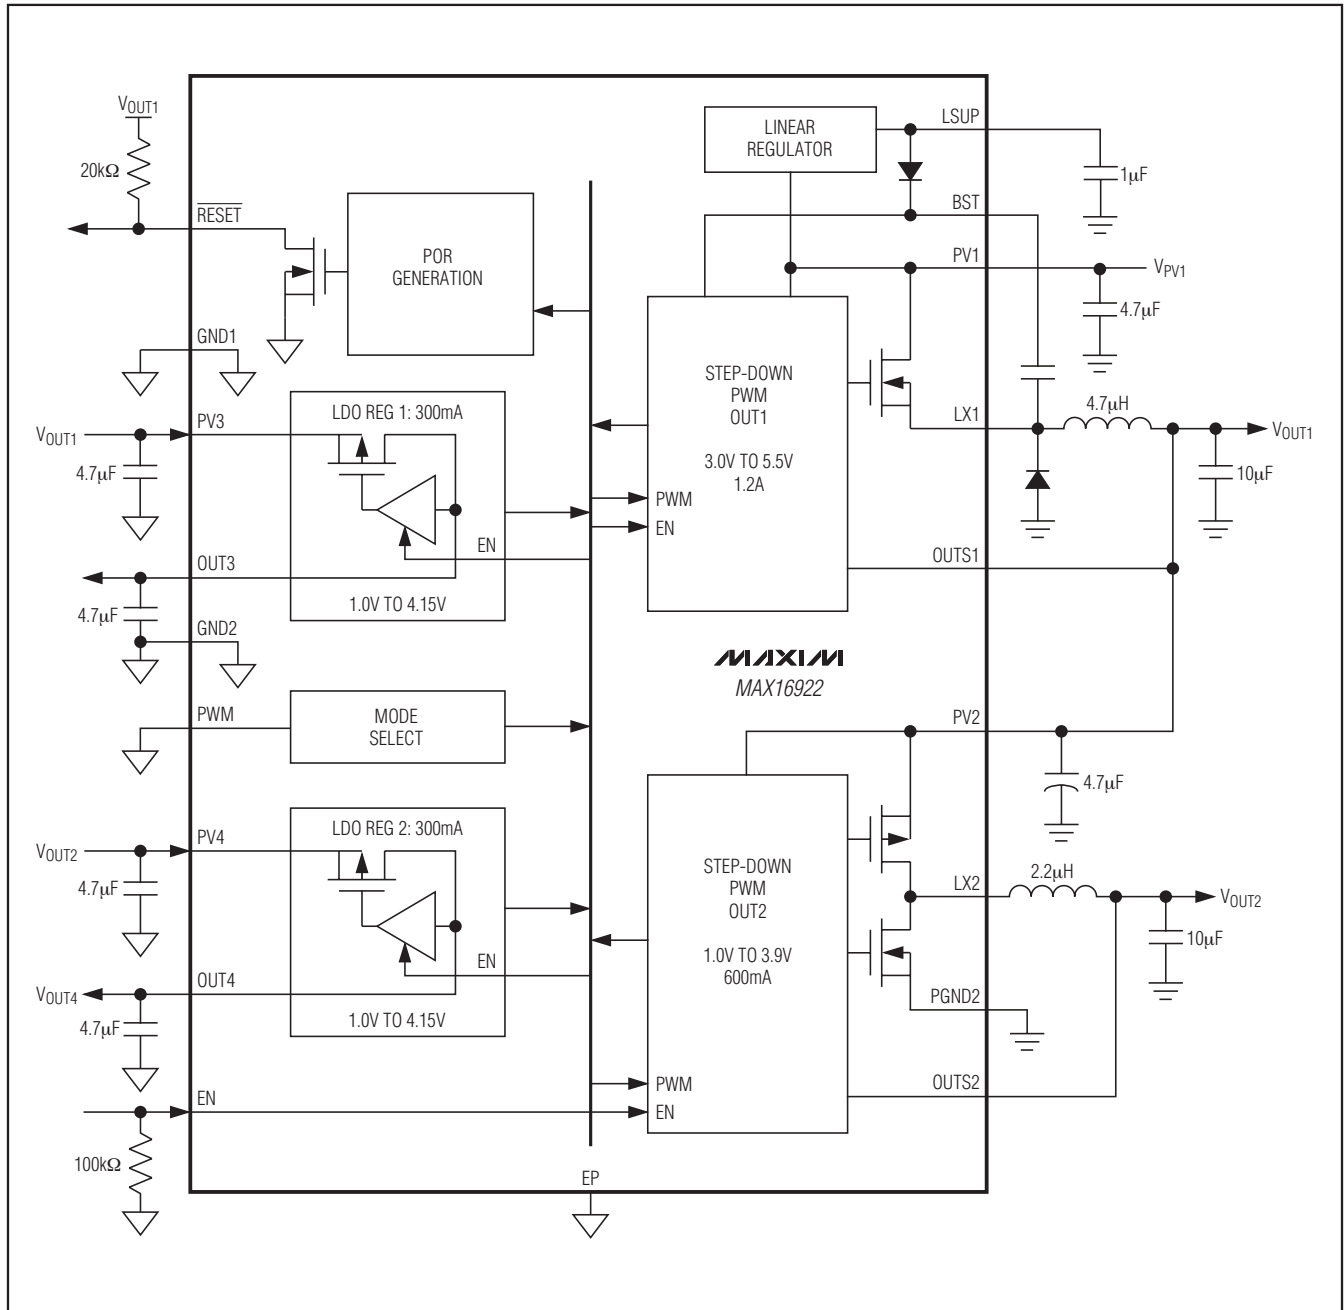 VOUT1
20kΩ
RESET
POR
GENERATION
GND1
LDO REG 1: 300mA
PV3
VOUT1
4.7µF
EN
OUT3
4.7µF
1.0V TO 4.15V
GND2
PWM
MODE
SELECT
LDO REG 2: 300mA
PV4
VOUT2
4.7µF
EN
OUT4
VOUT4
4.7µF
1.0V TO 4.15V
EN
100kΩ
EP
LINEAR
REGULATOR
LSUP
1µF
BST
PV1
VPV1
4.7µF
STEP-DOWN
PWM
OUT1
3.0V TO 5.5V
1.2A
PWM
EN
LX1
4.7µH
VOUT1
10µF
OUTS1
MAXIM
MAX16922
PV2
4.7µF
STEP-DOWN
PWM
OUT2
1.0V TO 3.9V
600mA
LX2
2.2µH
VOUT2
10µF
PGND2
PWM
EN
OUTS2